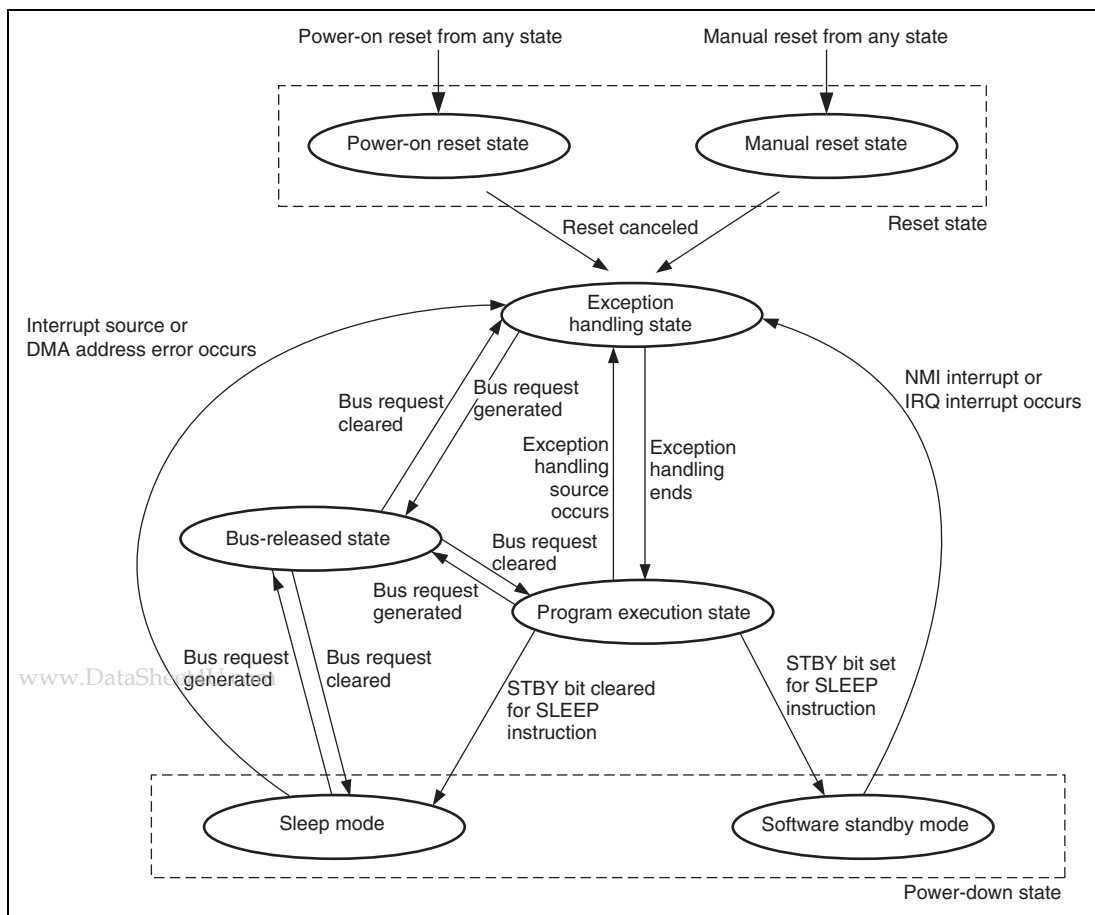 Power-on reset from any state
Manual reset from any state
Power-on reset state
Manual reset state
Reset canceled
Reset state
Exception
handling state
Interrupt source or
DMA address error occurs
NMI interrupt or
IRQ interrupt occurs
Bus request
cleared
Bus request
generated
Exception
handling
source
occurs
Exception
handling
ends
Bus-released state
Bus request
cleared
Bus request
generated
Program execution state
Bus request
generated
Bus request
cleared
www.DataSheet4U.com
STBY bit cleared
for SLEEP
instruction
STBY bit set
for SLEEP
instruction
Sleep mode
Software standby mode
Power-down state